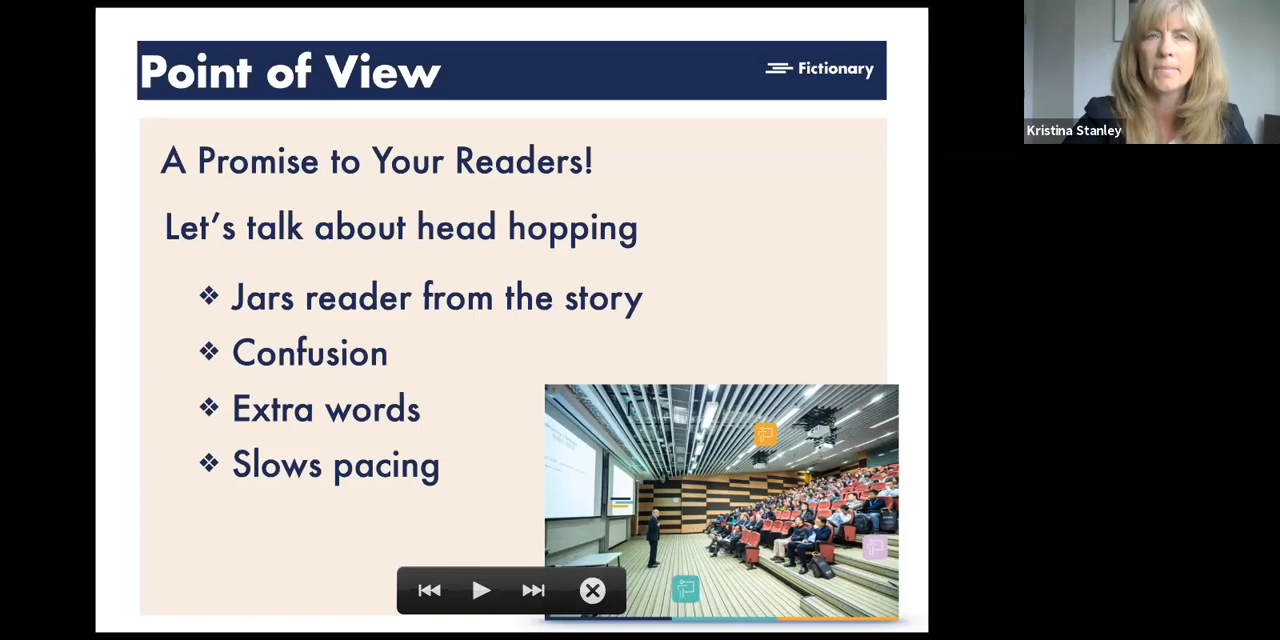 Point of View
Fictionary
A Promise to Your Readers!
Let's talk about head hopping
❖ Jars reader from the story
❖ Confusion
❖ Extra words
❖ Slows pacing
Kristina Stanley